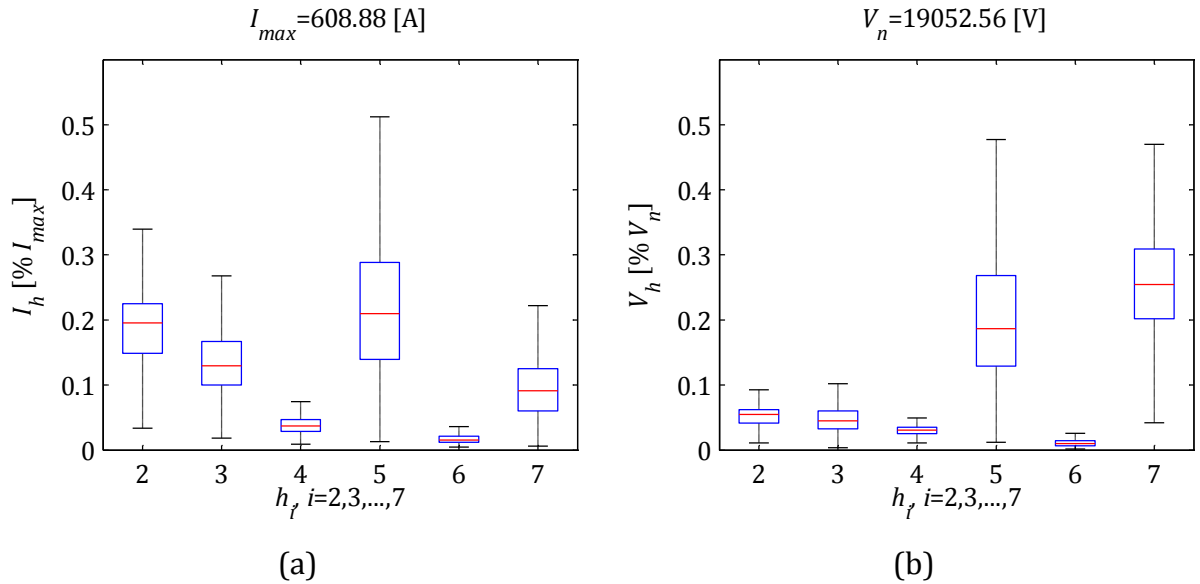 I_max=608.88 [A]
0.5
0.4
0.3
0.2
0.1
0
I_h [% I_max]
2 3 4 5 6 7
h_i, i=2,3,...,7
(a)
V_n=19052.56 [V]
0.5
0.4
0.3
0.2
0.1
0
V_h [% V_n]
2 3 4 5 6 7
h_i, i=2,3,...,7
(b)